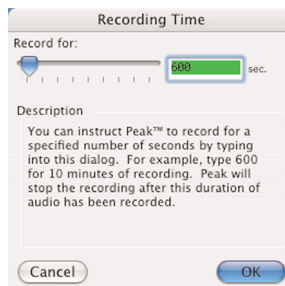 Recording Time
Record for:
600 sec.
Description
You can instruct Peak™ to record for a
specified number of seconds by typing
into this dialog. For example, type 600
for 10 minutes of recording. Peak will
stop the recording after this duration of
audio has been recorded.
Cancel OK